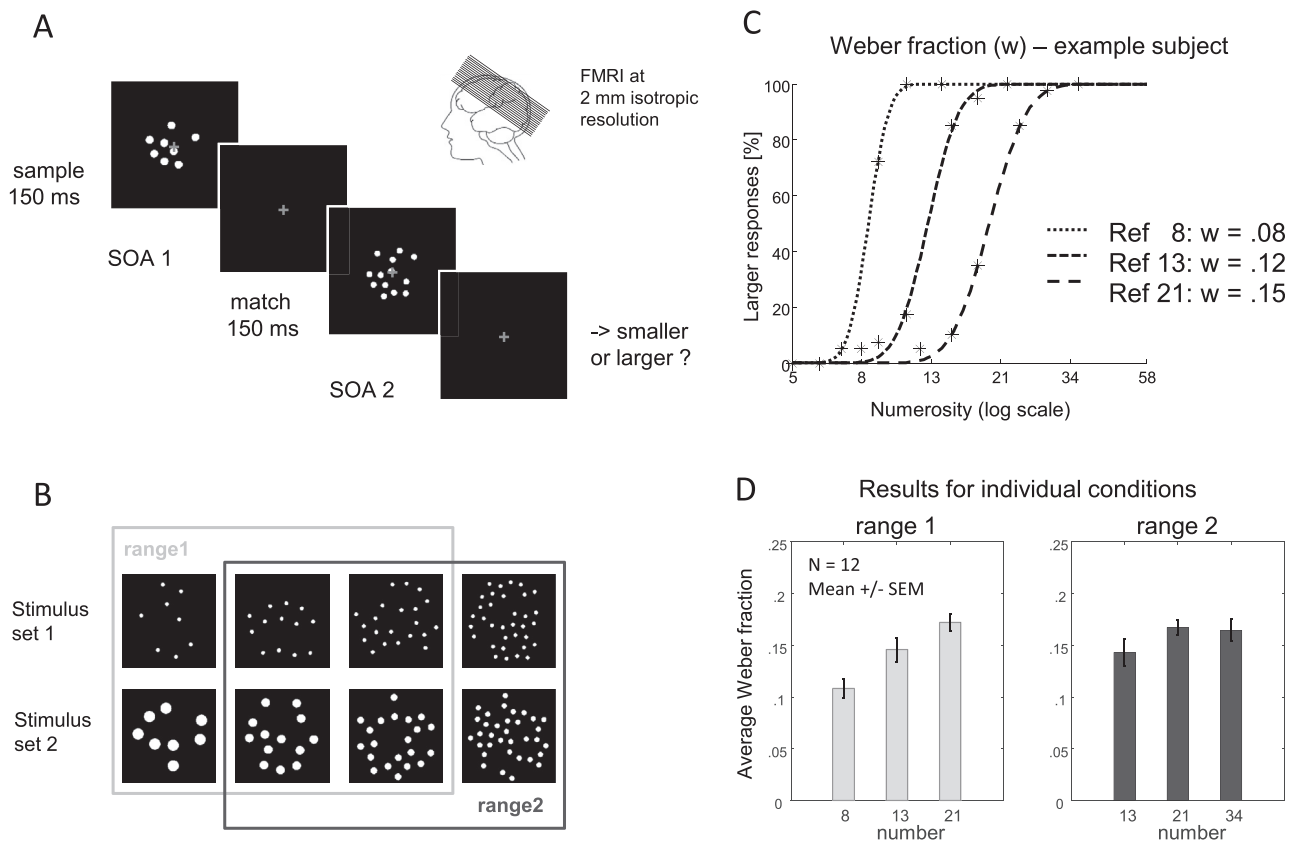 A
sample
150 ms
SOA 1
match
150 ms
SOA 2
-> smaller
or larger ?
FMRI at
2 mm isotropic
resolution
B
range1
Stimulus
set 1
Stimulus
set 2
range2
C
Weber fraction (w) – example subject
Larger responses [%]
100
80
60
40
20
0
5 8 13 21 34 58
Numerosity (log scale)
Ref 8: w = .08
Ref 13: w = .12
Ref 21: w = .15
D
Results for individual conditions
range 1
Average Weber fraction
.25
.2
.15
.1
.05
0
N = 12
Mean +/- SEM
8 13 21
number
range 2
.25
.2
.15
.1
.05
0
13 21 34
number